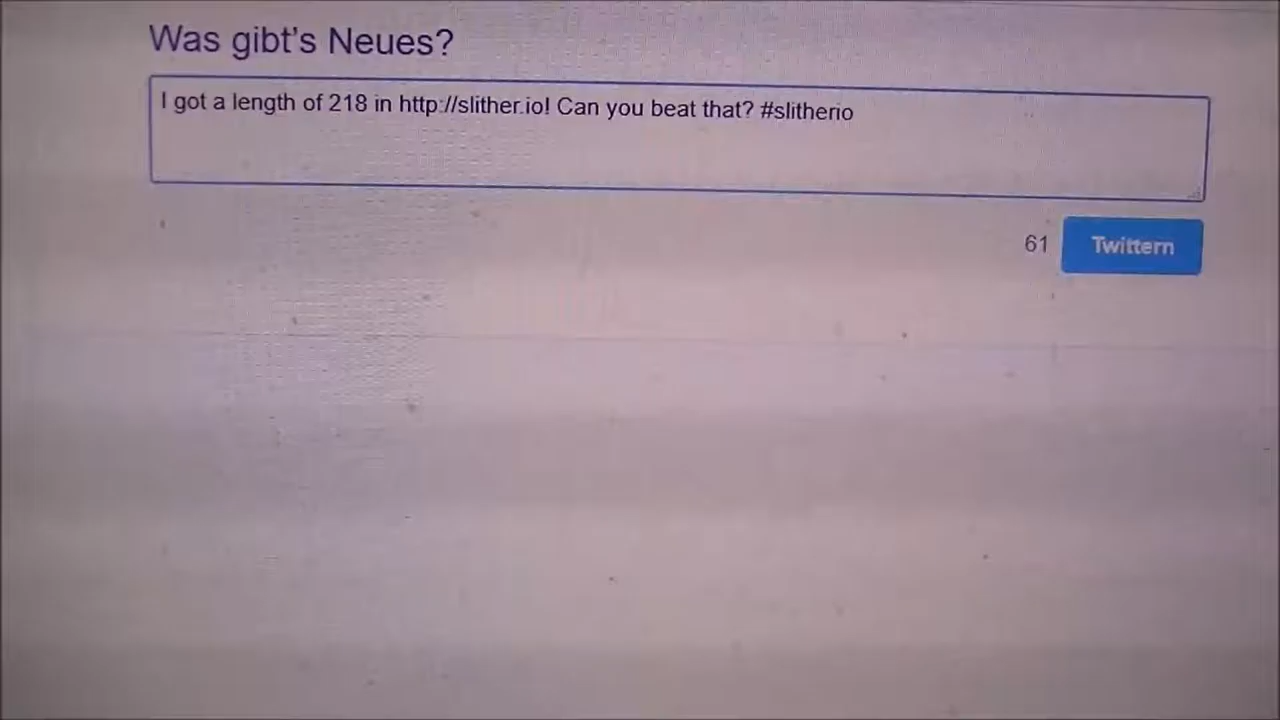 Was gibt's Neues?
I got a length of 218 in http://slither.io! Can you beat that? #slitherio
61 Twittern